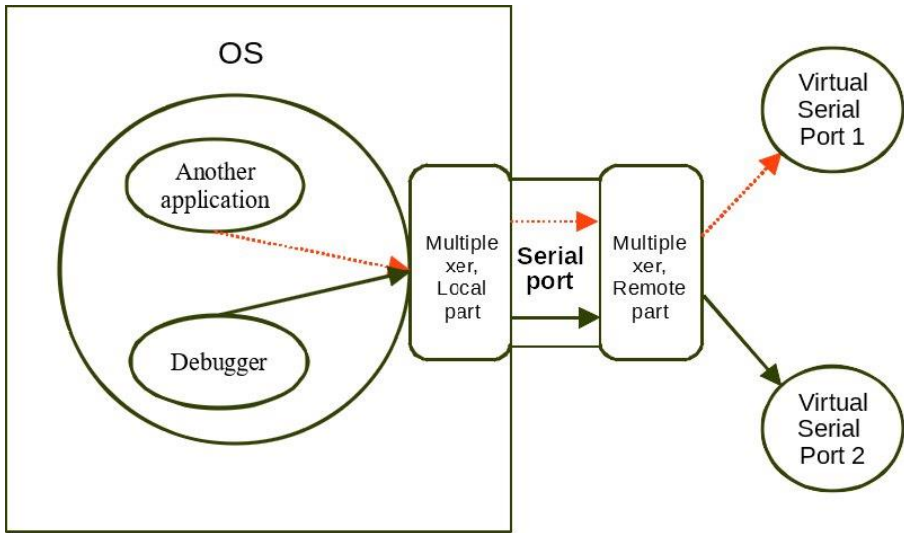 OS
Another
application
Debugger
Multiple
xer,
Local
part
Serial
port
Multiple
xer,
Remote
part
Virtual
Serial
Port 1
Virtual
Serial
Port 2